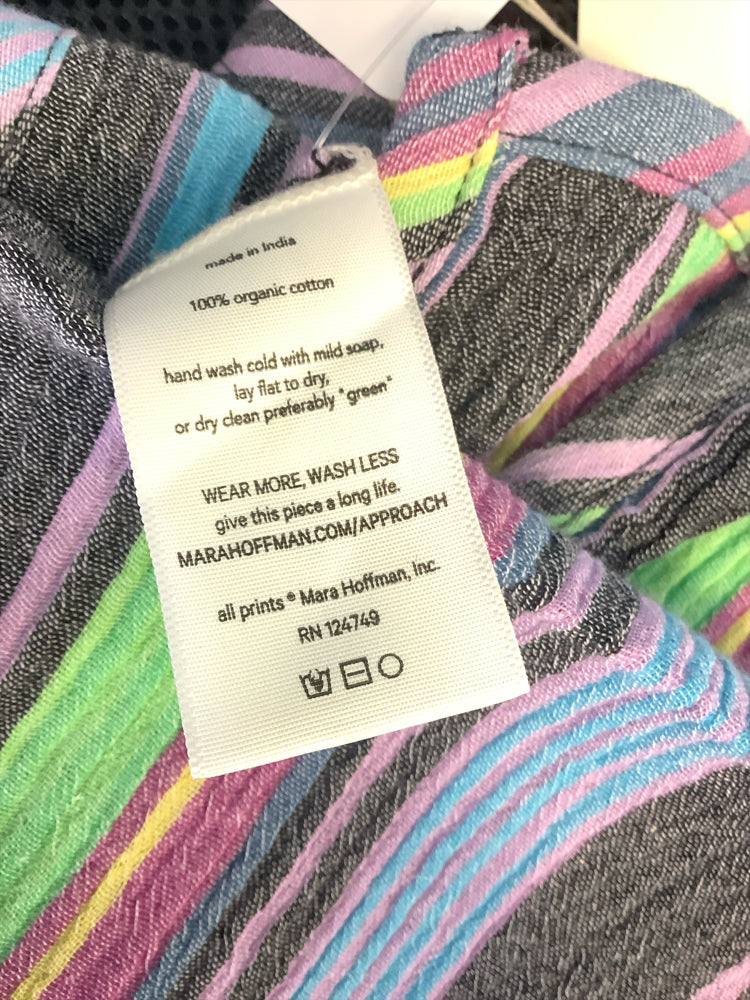 made in India
100% organic cotton
hand wash cold with mild soap,
lay flat to dry,
or dry clean preferably "green"
WEAR MORE, WASH LESS
give this piece a long life.
MARAHOFFMAN.COM/APPROACH
all prints ® Mara Hoffman, Inc.
RN 124749